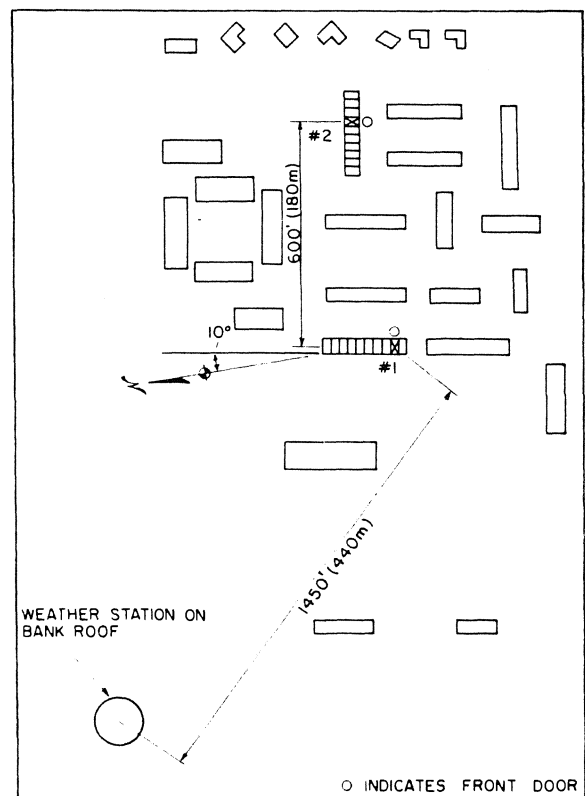 #2
600' (180m)
10°
#1
N
1450' (440m)
WEATHER STATION ON
BANK ROOF
O INDICATES FRONT DOOR